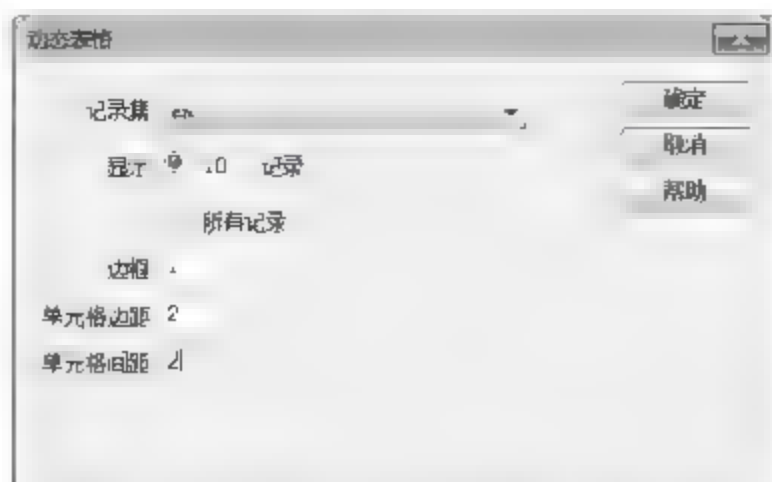 动态表格
记录集
确定
显示 10 记录
取消
所有记录
帮助
边框
单元格边距 2
单元格间距 2